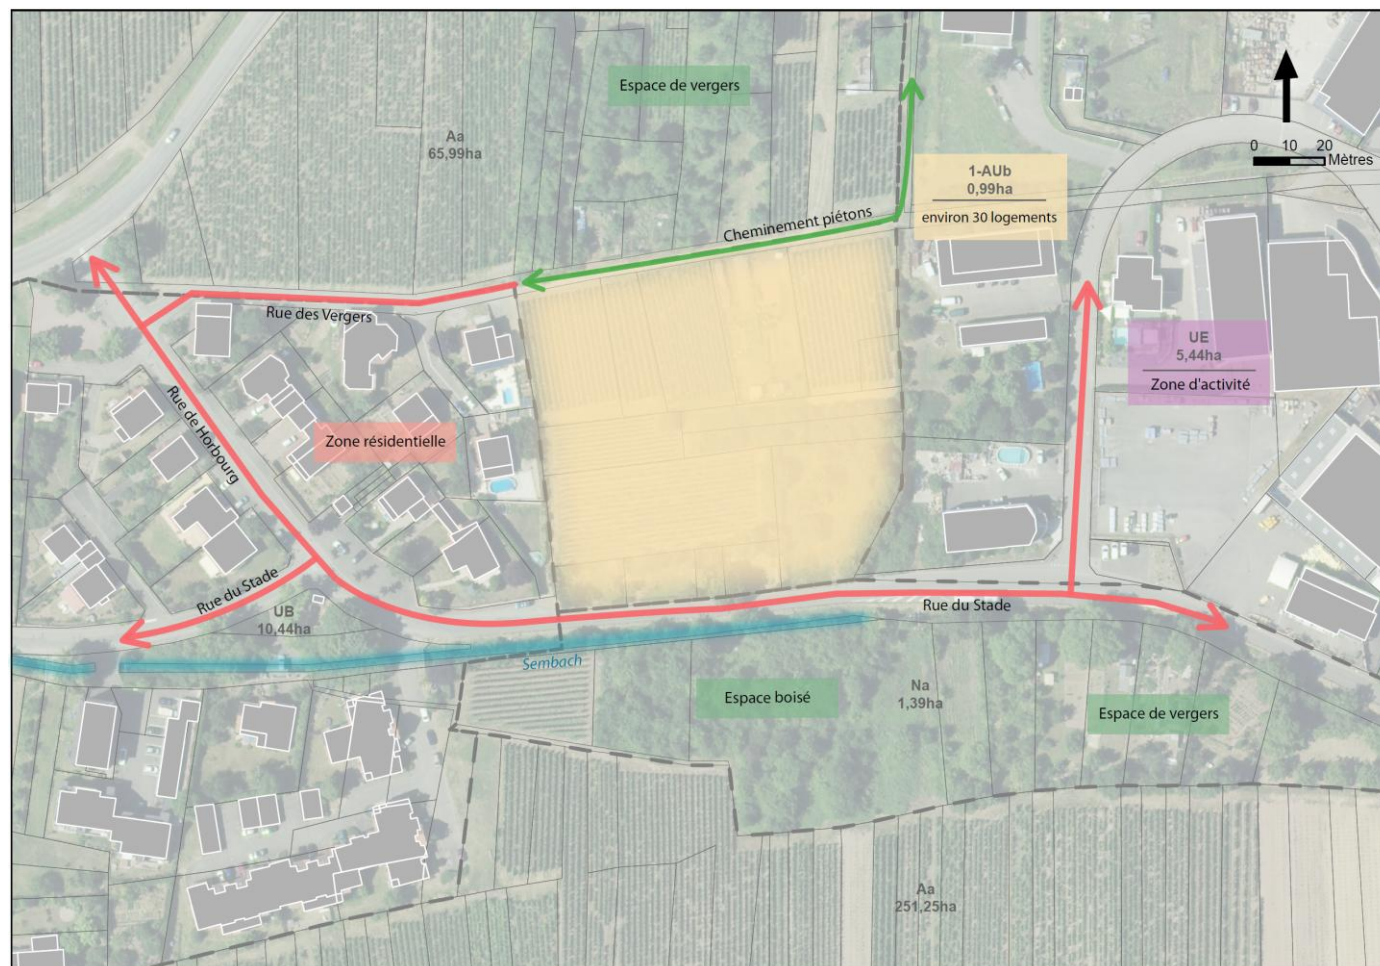 Espace de vergers
Aa
65,99ha
0 10 20
Mètres
1-AUb
0,99ha
environ 30 logements
Cheminement piétons
Rue des Vergers
UE
5,44ha
Zone d'activité
Rue de Horbourg
Zone résidentielle
Rue du Stade
UB
10,44ha
Rue du Stade
Sembach
Na
1,39ha
Espace boisé
Espace de vergers
Aa
251,25ha